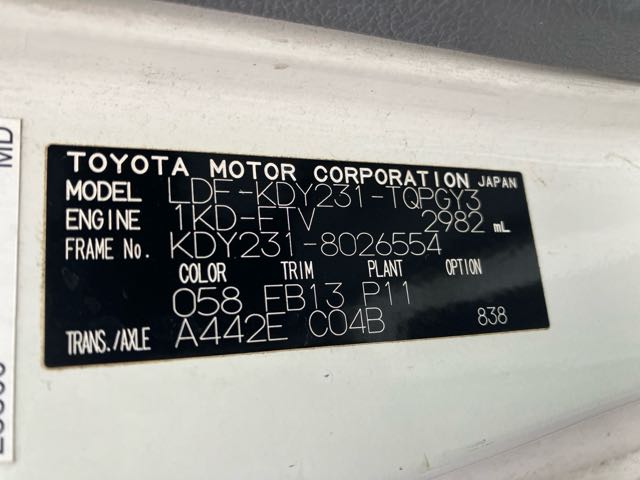 TOYOTA MOTOR CORPORATION JAPAN
MODEL LDF-KDY231-TQPGY3
ENGINE 1KD-FTV 2982 mL
FRAME No. KDY231-8026554
COLOR TRIM PLANT OPTION
058 FB13 P11
TRANS./AXLE A442E C04B 838
MD